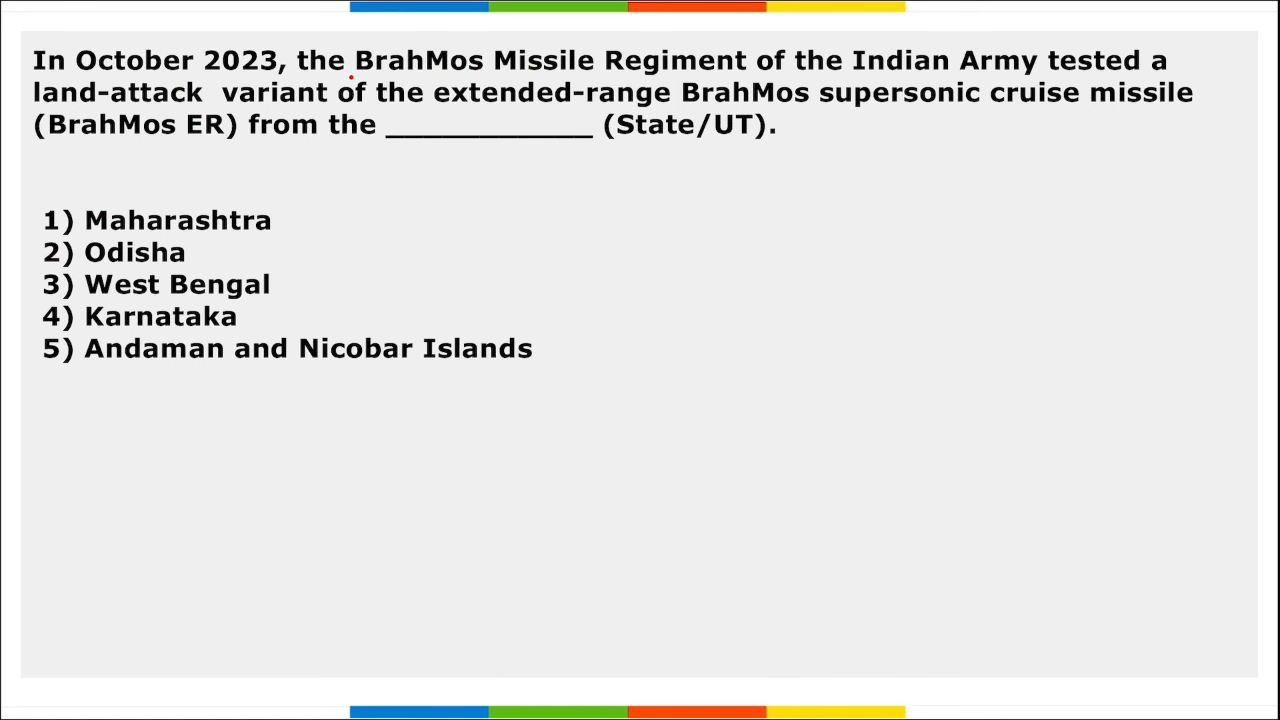 In October 2023, the BrahMos Missile Regiment of the Indian Army tested a
land-attack  variant of the extended-range BrahMos supersonic cruise missile
(BrahMos ER) from the _____________ (State/UT).
1) Maharashtra
2) Odisha
3) West Bengal
4) Karnataka
5) Andaman and Nicobar Islands